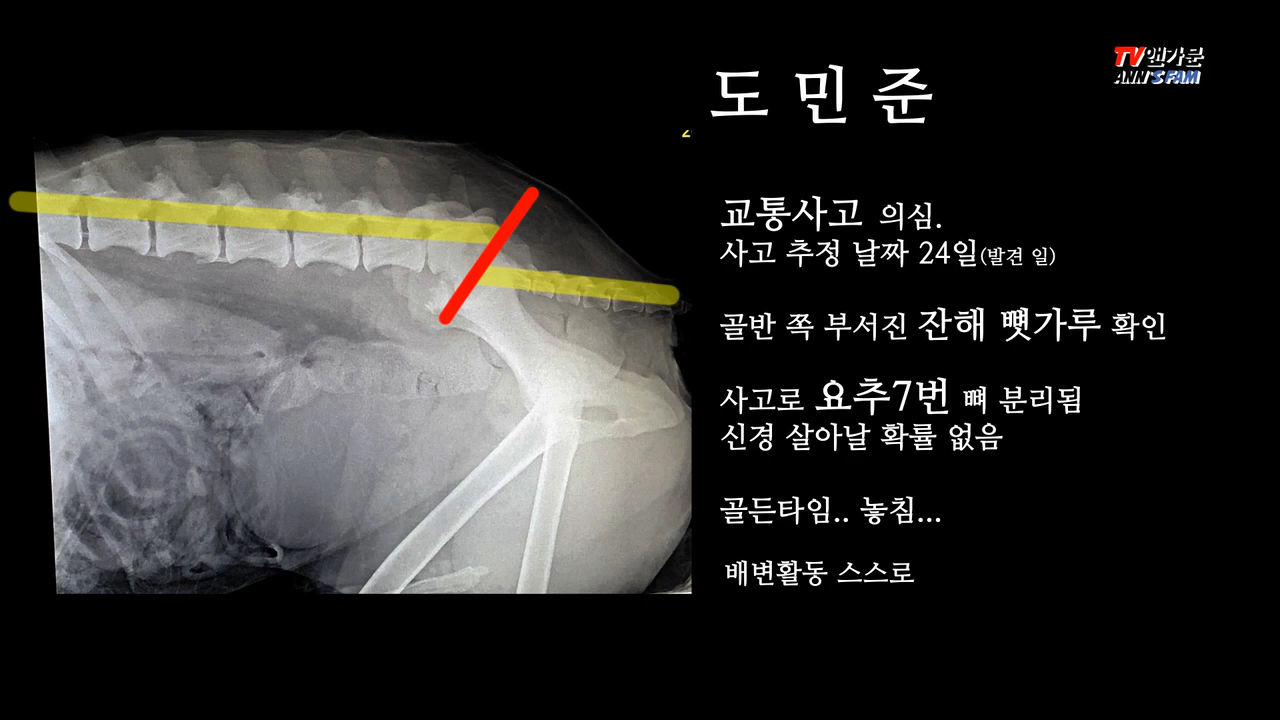 TV앤가문
ANN'S FAM
도 민 준
교통사고 의심.
사고 추정 날짜 24일(발견 일)
골반 쪽 부서진 잔해 뼛가루 확인
사고로 요추7번 뼈 분리됨
신경 살아날 확률 없음
골든타임.. 놓침...
배변활동 스스로